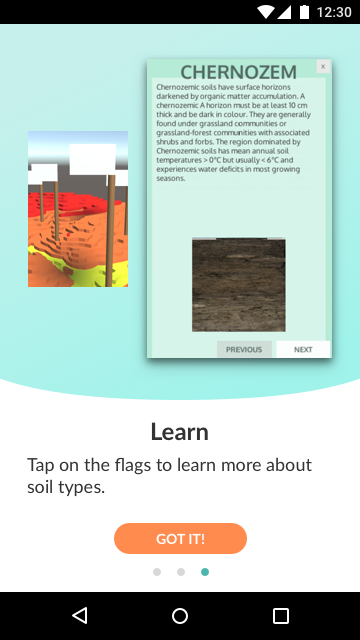 12:30
CHERNOZEM
x
Chernozemic soils have surface horizons
darkened by organic matter accumulation. A
chernozemic A horizon must be at least 10 cm
thick and be dark in colour. They are generally
found under grassland communities or
grassland-forest communities with associated
shrubs and forbs. The region dominated by
Chernozemic soils has mean annual soil
temperatures > 0°C but usually < 6°C and
experiences water deficits in most growing
seasons.
PREVIOUS
NEXT
Learn
Tap on the flags to learn more about
soil types.
GOT IT!